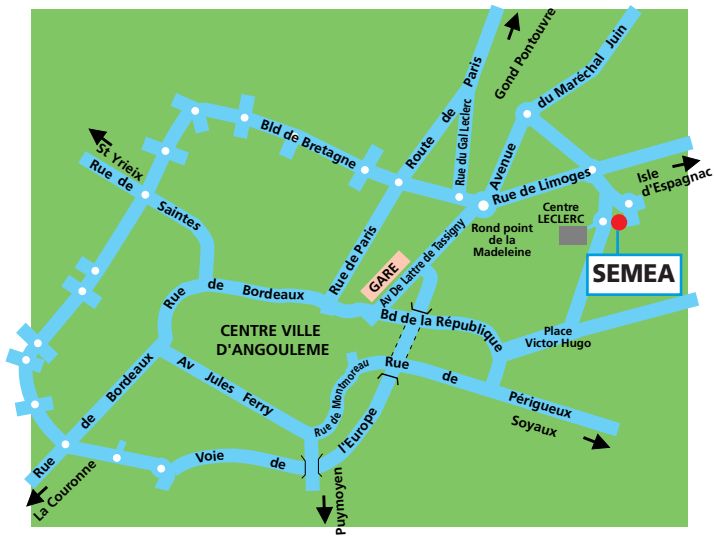 Gond Pontouvre
Avenue du Maréchal Juin
Route de Paris
Rue du Gal Leclerc
Bld de Bretagne
St Yrieix
Rue de Saintes
Rue de Limoges
Isle
d'Espagnac
Centre
LECLERC
Rond point
de la
Madeleine
SEMEA
Av De Lattre de Tassigny
GARE
Rue de Paris
Rue de Bordeaux
Bd de la République
Place
Victor Hugo
CENTRE VILLE
D'ANGOULEME
Av Jules Ferry
Rue de Montmoreau
Rue de Périgueux
Soyaux
Rue de Bordeaux
La Couronne
Voie de l'Europe
Puymoyen